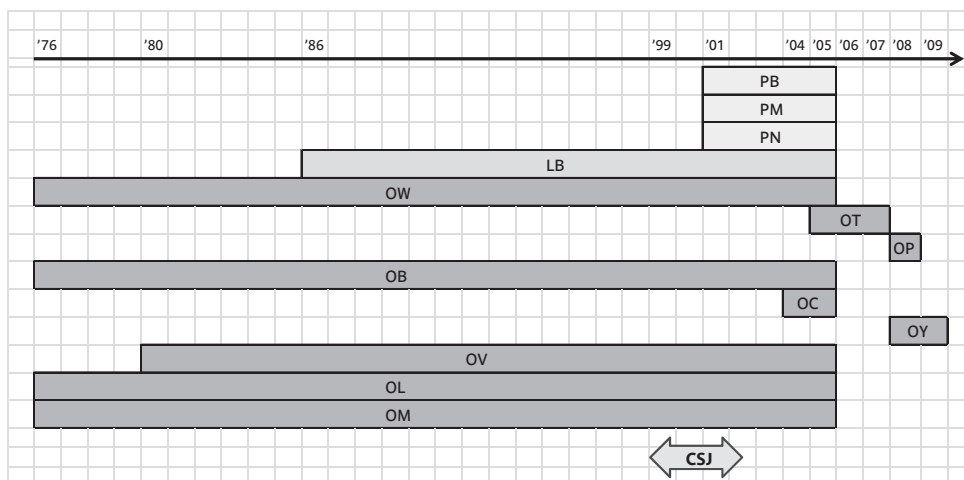 ’76 ’80 ’86 ’99 ’01 ’04 ’05 ’06 ’07 ’08 ’09
PB
PM
PN
LB
OW
OT
OP
OB
OC
OY
OV
OL
OM
CSJ